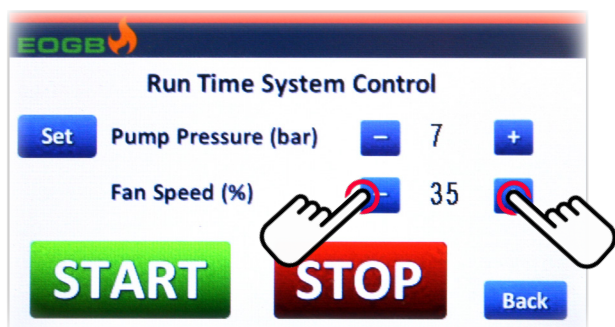 EOGB
Run Time System Control
Set Pump Pressure (bar) – 7 +
Fan Speed (%) – 35
START STOP Back